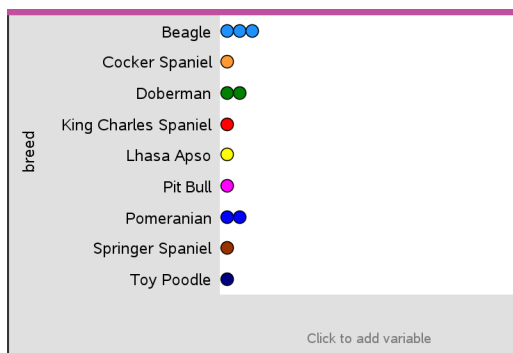 Beagle
Cocker Spaniel
Doberman
King Charles Spaniel
Lhasa Apso
Pit Bull
Pomeranian
Springer Spaniel
Toy Poodle
breed
Click to add variable